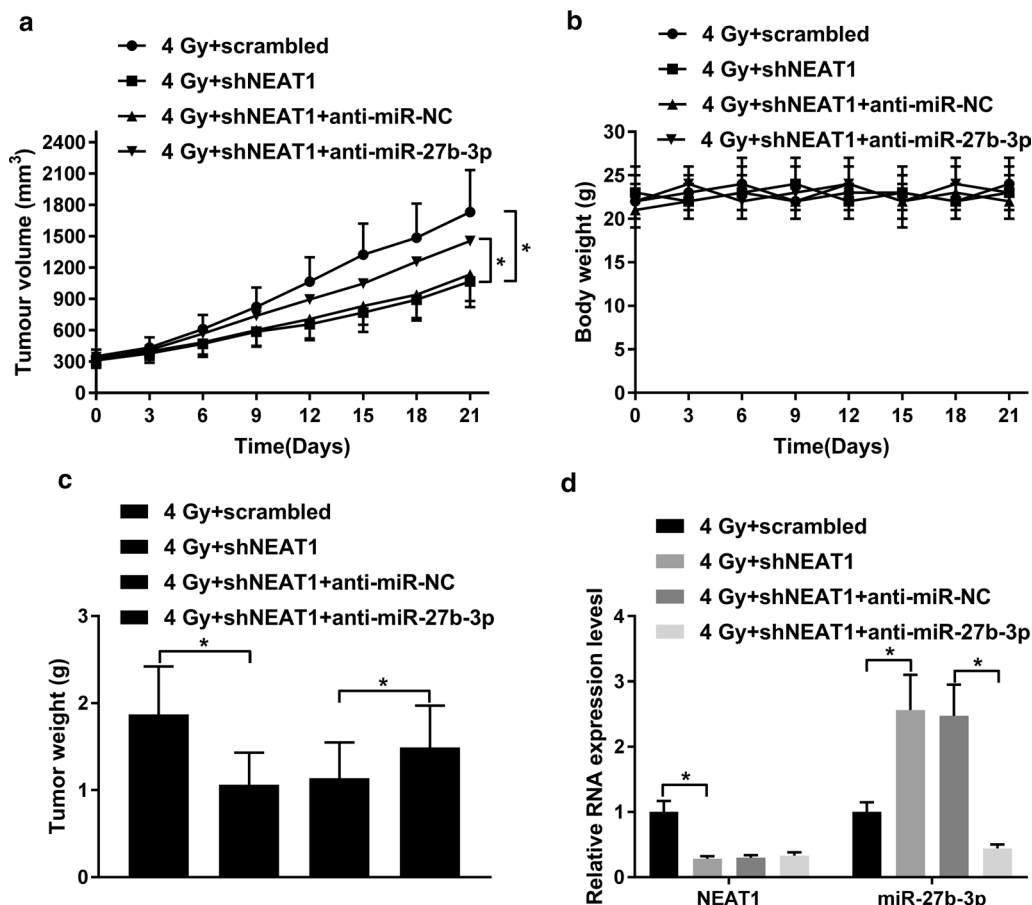 a
4 Gy+scrambled
4 Gy+shNEAT1
4 Gy+shNEAT1+anti-miR-NC
4 Gy+shNEAT1+anti-miR-27b-3p
Tumour volume (mm³)
2400
2100
1800
1500
1200
900
600
300
0
*
*
0 3 6 9 12 15 18 21
Time(Days)
b
4 Gy+scrambled
4 Gy+shNEAT1
4 Gy+shNEAT1+anti-miR-NC
4 Gy+shNEAT1+anti-miR-27b-3p
Body weight (g)
30
25
20
15
10
5
0
0 3 6 9 12 15 18 21
Time(Days)
c
4 Gy+scrambled
4 Gy+shNEAT1
4 Gy+shNEAT1+anti-miR-NC
4 Gy+shNEAT1+anti-miR-27b-3p
Tumor weight (g)
3
2
1
0
*
*
d
4 Gy+scrambled
4 Gy+shNEAT1
4 Gy+shNEAT1+anti-miR-NC
4 Gy+shNEAT1+anti-miR-27b-3p
Relative RNA expression levesl
4
3
2
1
0
*
*
*
NEAT1 miR-27b-3p